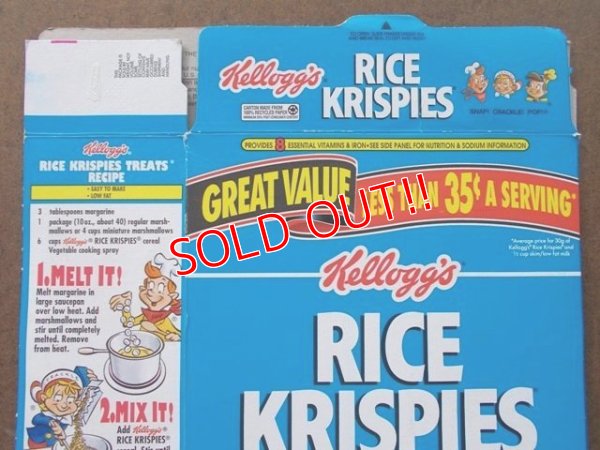 Kellogg's
RICE
KRISPIES
SNAP! CRACKLE! POP!
CARTON MADE FROM
100% RECYCLED PAPER
PROVIDES 8 ESSENTIAL VITAMINS & IRON•SEE SIDE PANEL FOR NUTRITION & SODIUM INFORMATION
GREAT VALUE
LESS THAN 35¢ A SERVING*
*Average price for 30g of
Kellogg's Rice Krispies and
½ cup skim/low fat milk
SOLD OUT!!
Kellogg's
RICE
KRISPIES
Kellogg's
RICE KRISPIES TREATS®
RECIPE
• EASY TO MAKE
• LOW FAT
3 tablespoons margarine
1 package (10 oz., about 40) regular marsh-
mallows or 4 cups miniature marshmallows
6 cups Kellogg's® RICE KRISPIES® cereal
Vegetable cooking spray
1.MELT IT!
Melt margarine in
large saucepan
over low heat. Add
marshmallows and
stir until completely
melted. Remove
from heat.
2.MIX IT!
Add Kellogg's®
RICE KRISPIES®
cereal. Stir until